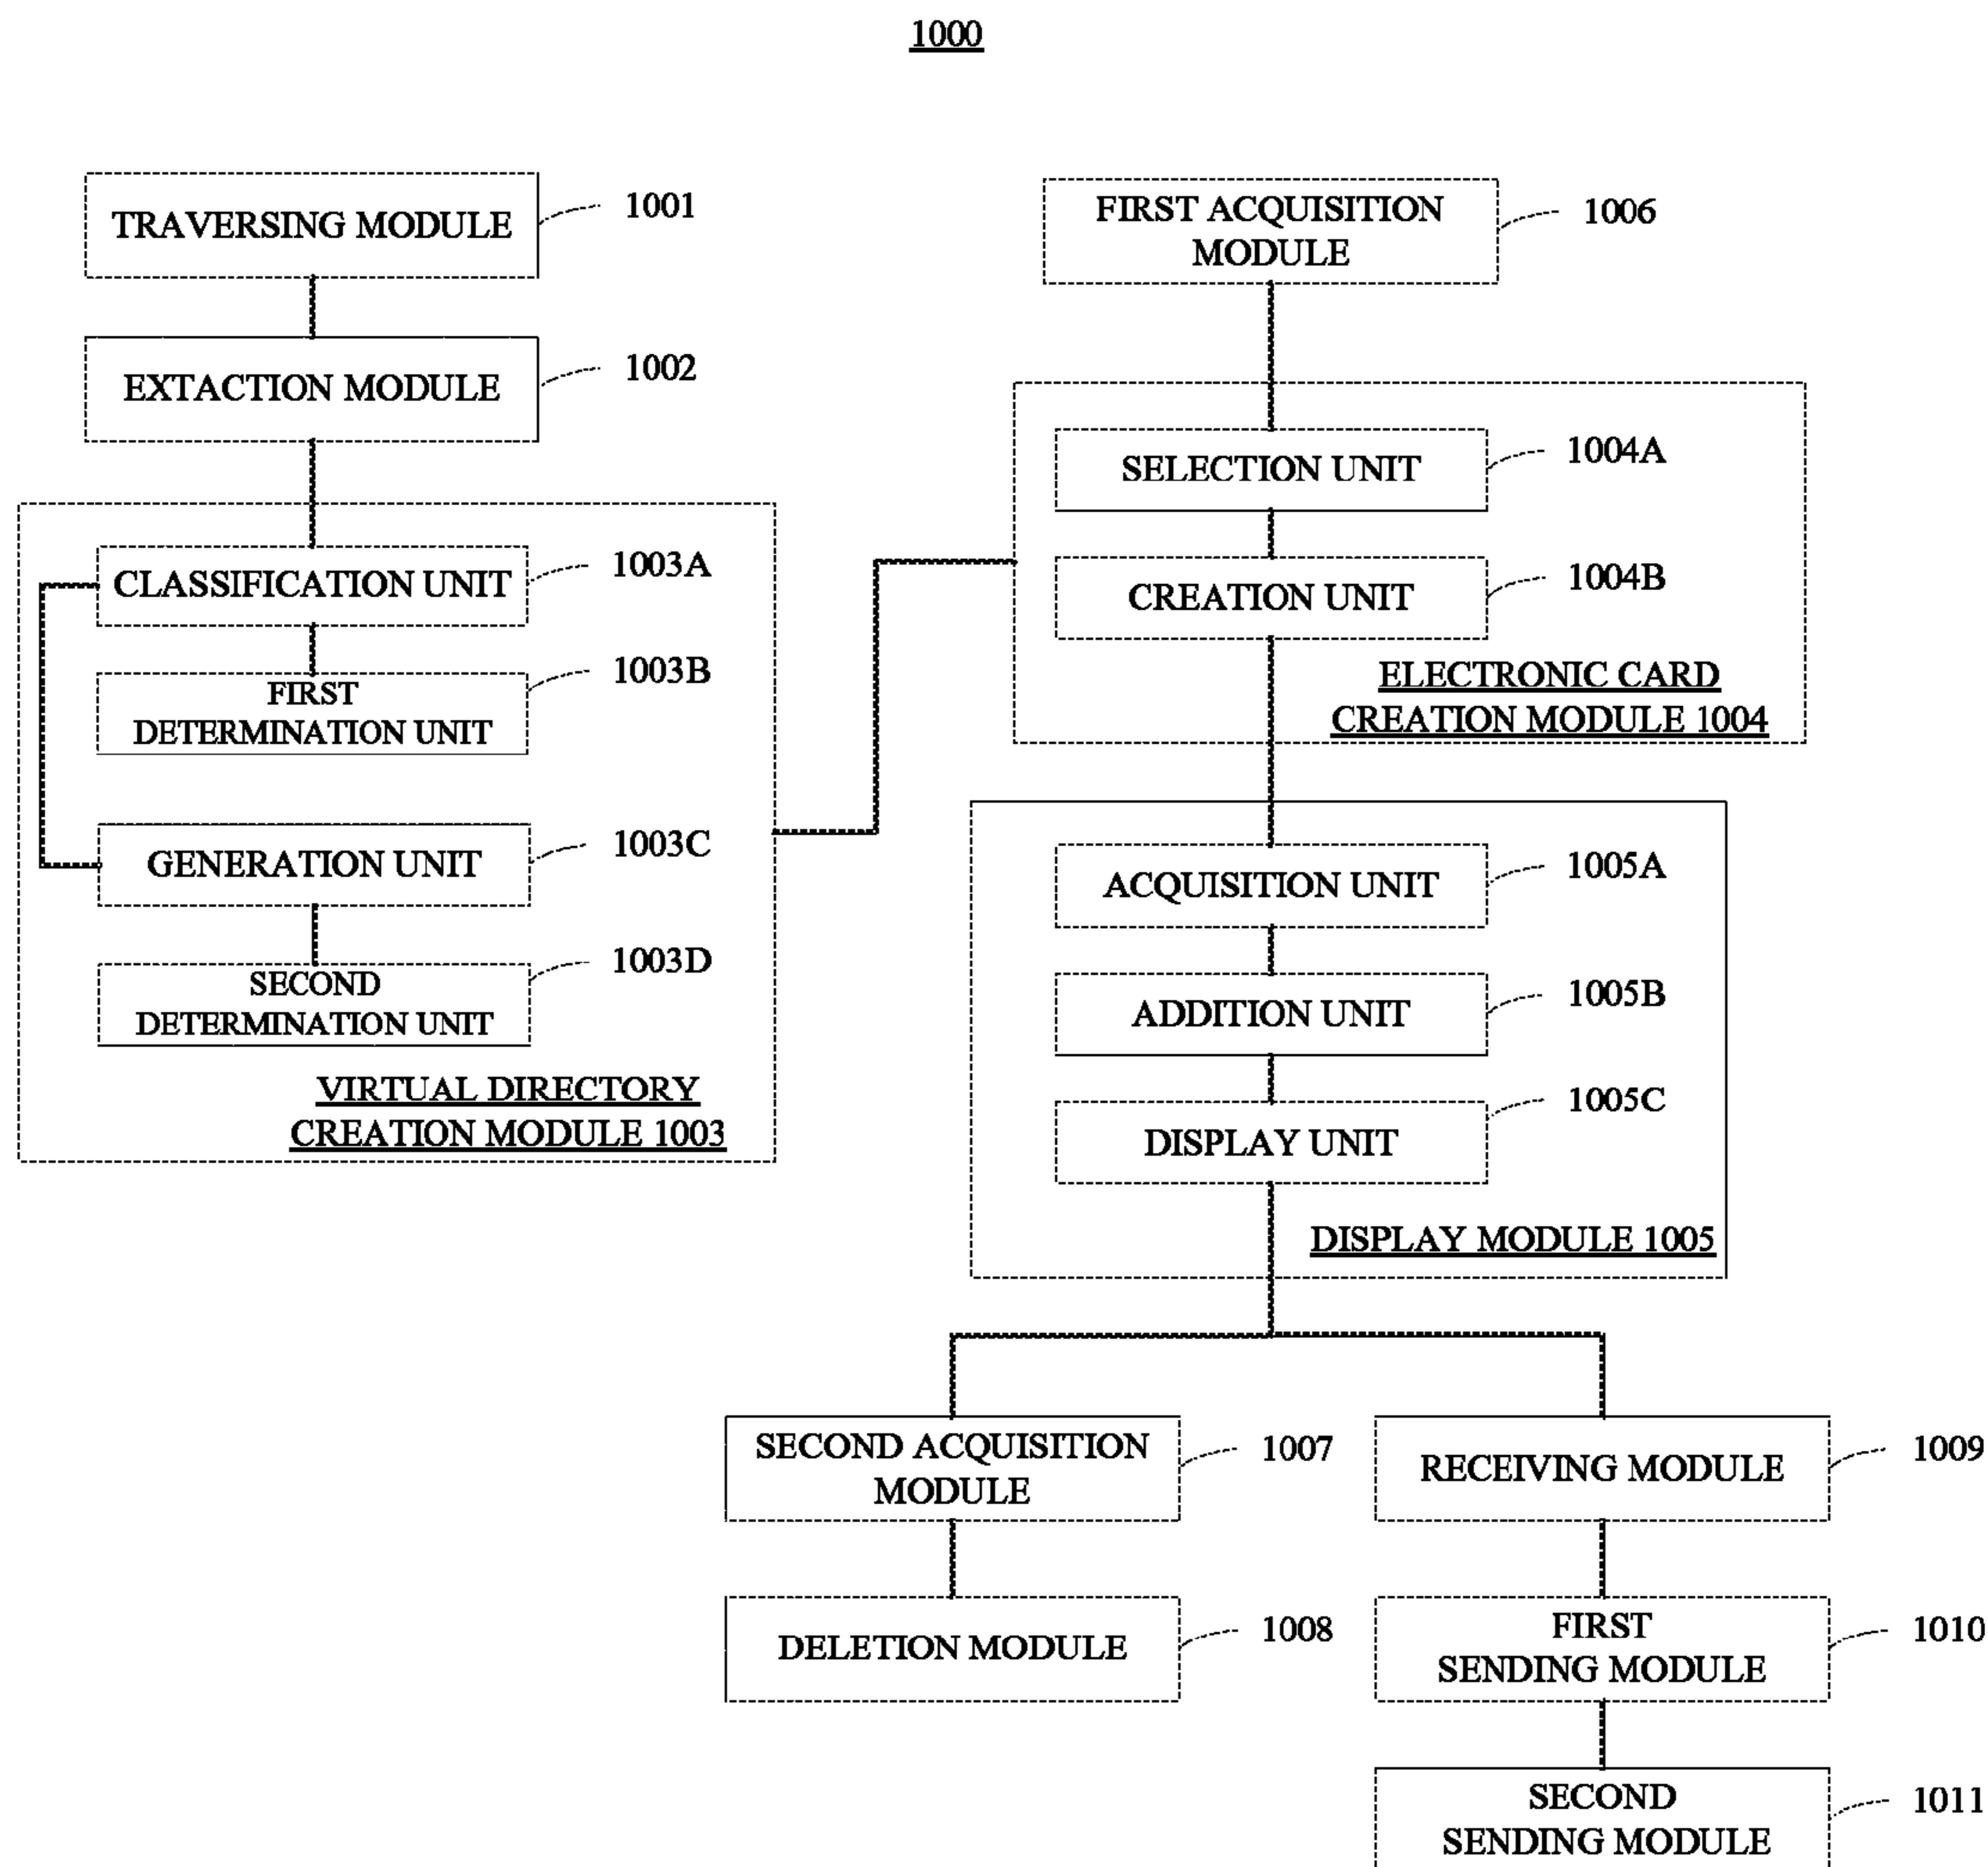 1000
TRAVERSING MODULE
1001
EXTACTION MODULE
1002
CLASSIFICATION UNIT
1003A
FIRST
DETERMINATION UNIT
1003B
GENERATION UNIT
1003C
SECOND
DETERMINATION UNIT
1003D
VIRTUAL DIRECTORY
CREATION MODULE 1003
FIRST ACQUISITION
MODULE
1006
SELECTION UNIT
1004A
CREATION UNIT
1004B
ELECTRONIC CARD
CREATION MODULE 1004
ACQUISITION UNIT
1005A
ADDITION UNIT
1005B
DISPLAY UNIT
1005C
DISPLAY MODULE 1005
SECOND ACQUISITION
MODULE
1007
DELETION MODULE
1008
RECEIVING MODULE
1009
FIRST
SENDING MODULE
1010
SECOND
SENDING MODULE
1011